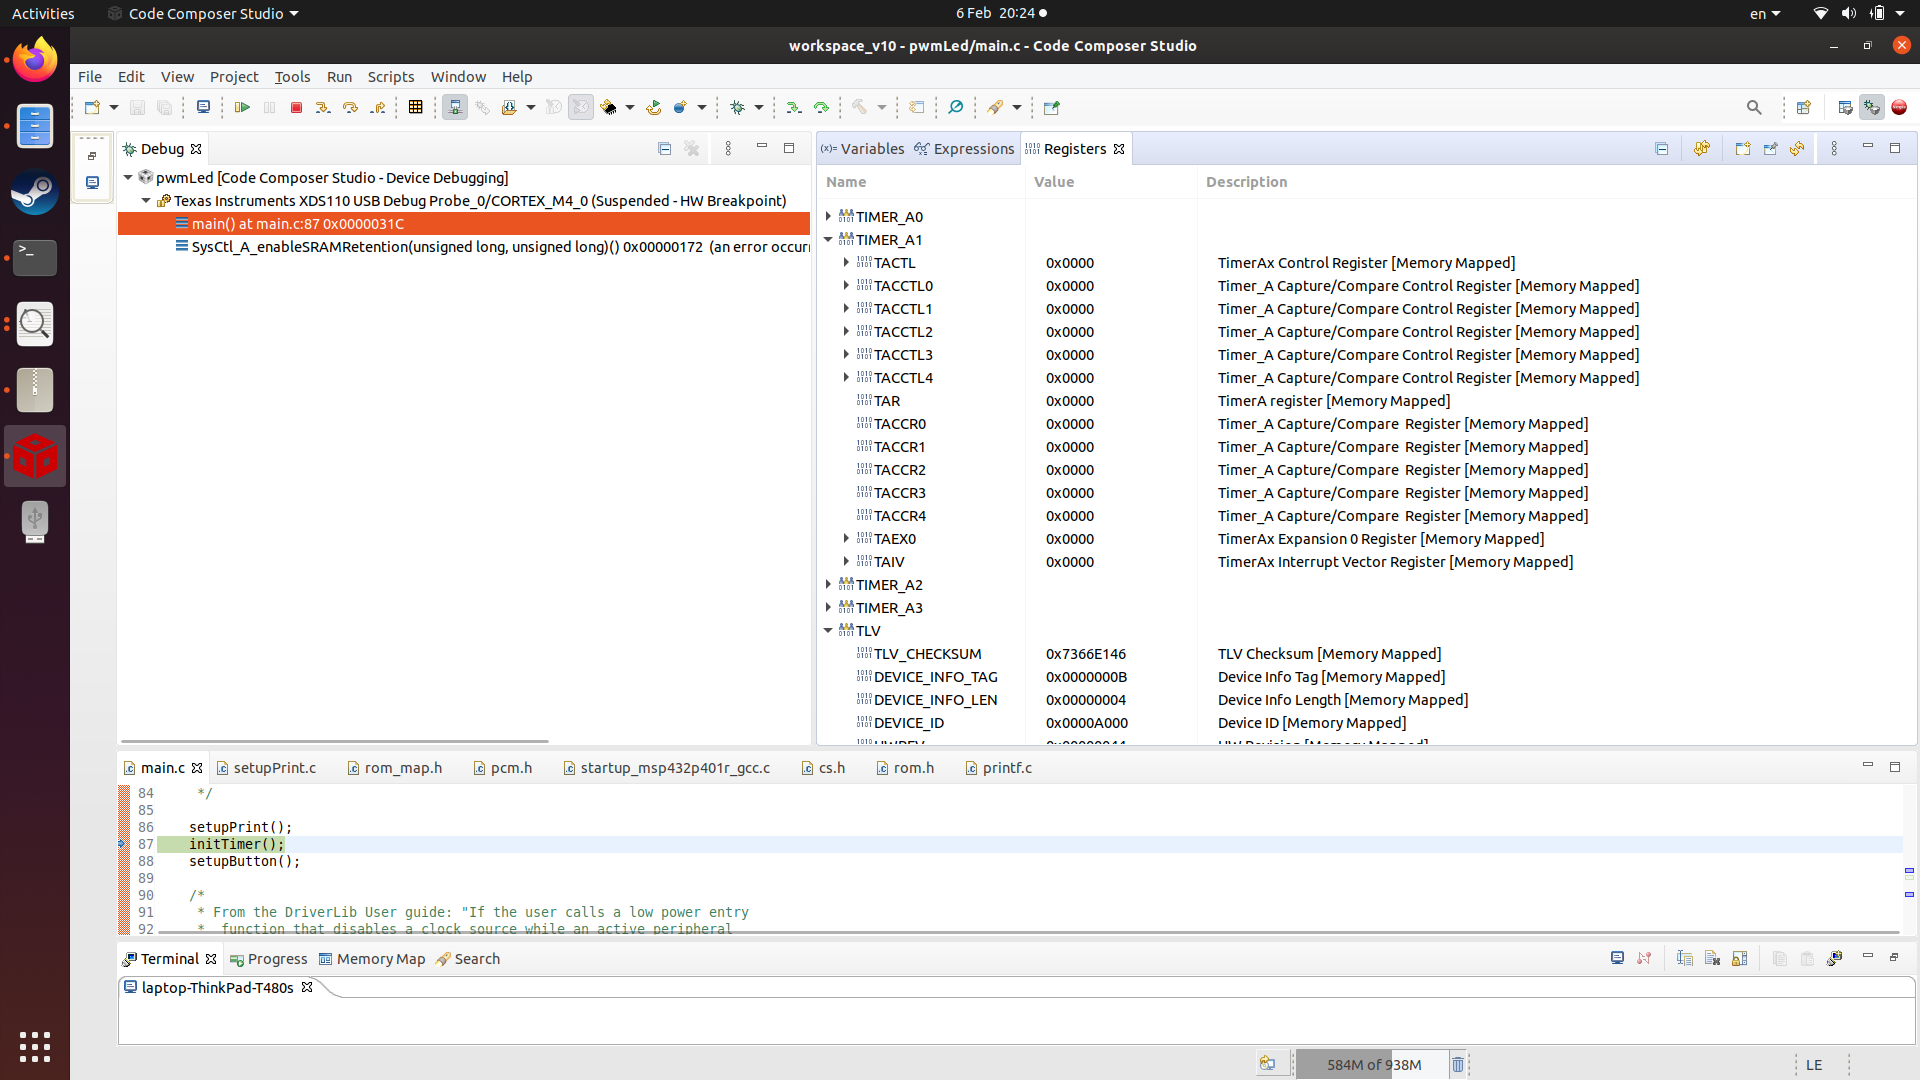 Activities
Code Composer Studio
6 Feb 20:24
en
workspace_v10 - pwmLed/main.c - Code Composer Studio
File Edit View Project Tools Run Scripts Window Help
Debug
pwmLed [Code Composer Studio - Device Debugging]
Texas Instruments XDS110 USB Debug Probe_0/CORTEX_M4_0 (Suspended - HW Breakpoint)
main() at main.c:87 0x0000031C
SysCtl_A_enableSRAMRetention(unsigned long, unsigned long)() 0x00000172 (an error occurr
(x)= Variables Expressions Registers
Name Value Description
TIMER_A0
TIMER_A1
TACTL 0x0000 TimerAx Control Register [Memory Mapped]
TACCTL0 0x0000 Timer_A Capture/Compare Control Register [Memory Mapped]
TACCTL1 0x0000 Timer_A Capture/Compare Control Register [Memory Mapped]
TACCTL2 0x0000 Timer_A Capture/Compare Control Register [Memory Mapped]
TACCTL3 0x0000 Timer_A Capture/Compare Control Register [Memory Mapped]
TACCTL4 0x0000 Timer_A Capture/Compare Control Register [Memory Mapped]
TAR 0x0000 TimerA register [Memory Mapped]
TACCR0 0x0000 Timer_A Capture/Compare Register [Memory Mapped]
TACCR1 0x0000 Timer_A Capture/Compare Register [Memory Mapped]
TACCR2 0x0000 Timer_A Capture/Compare Register [Memory Mapped]
TACCR3 0x0000 Timer_A Capture/Compare Register [Memory Mapped]
TACCR4 0x0000 Timer_A Capture/Compare Register [Memory Mapped]
TAEX0 0x0000 TimerAx Expansion 0 Register [Memory Mapped]
TAIV 0x0000 TimerAx Interrupt Vector Register [Memory Mapped]
TIMER_A2
TIMER_A3
TLV
TLV_CHECKSUM 0x7366E146 TLV Checksum [Memory Mapped]
DEVICE_INFO_TAG 0x0000000B Device Info Tag [Memory Mapped]
DEVICE_INFO_LEN 0x00000004 Device Info Length [Memory Mapped]
DEVICE_ID 0x0000A000 Device ID [Memory Mapped]
main.c setupPrint.c rom_map.h pcm.h startup_msp432p401r_gcc.c cs.h rom.h printf.c
84 */
85
86 setupPrint();
87 initTimer();
88 setupButton();
89
90 /*
91 * From the DriverLib User guide: "If the user calls a low power entry
92 * function that disables a clock source while an active peripheral
Terminal Progress Memory Map Search
laptop-ThinkPad-T480s
584M of 938M
LE